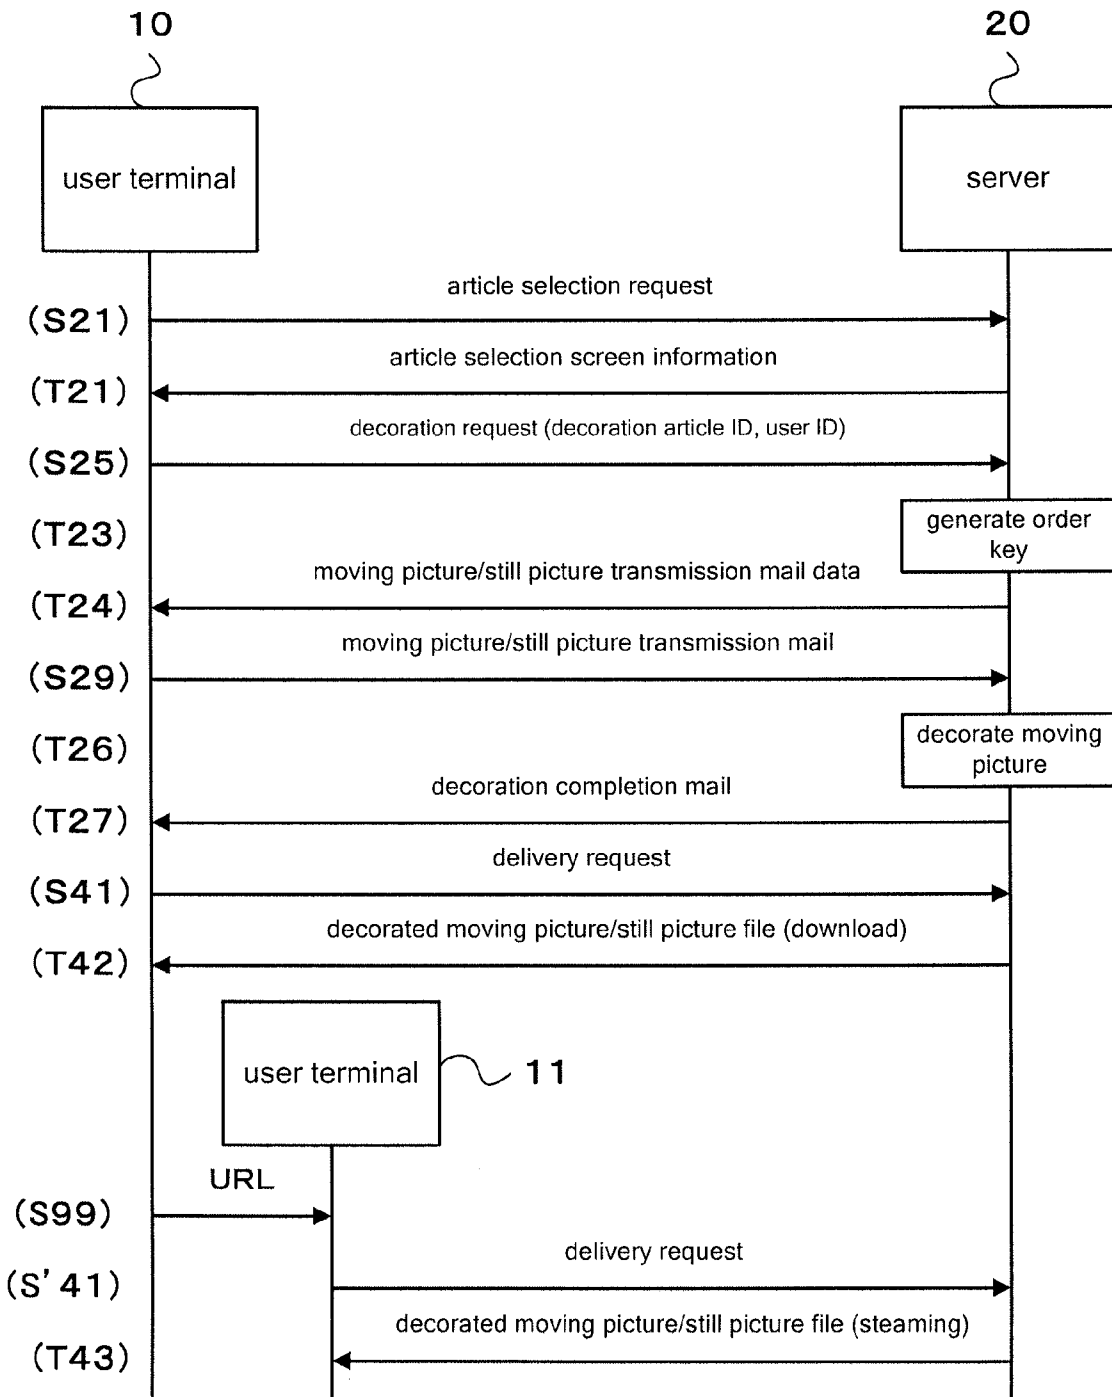 10
20
user terminal
server
article selection request
(S21)
article selection screen information
(T21)
decoration request (decoration article ID, user ID)
(S25)
(T23)
generate order
key
moving picture/still picture transmission mail data
(T24)
moving picture/still picture transmission mail
(S29)
(T26)
decorate moving
picture
decoration completion mail
(T27)
delivery request
(S41)
decorated moving picture/still picture file (download)
(T42)
user terminal
11
URL
(S99)
delivery request
(S'41)
decorated moving picture/still picture file (steaming)
(T43)